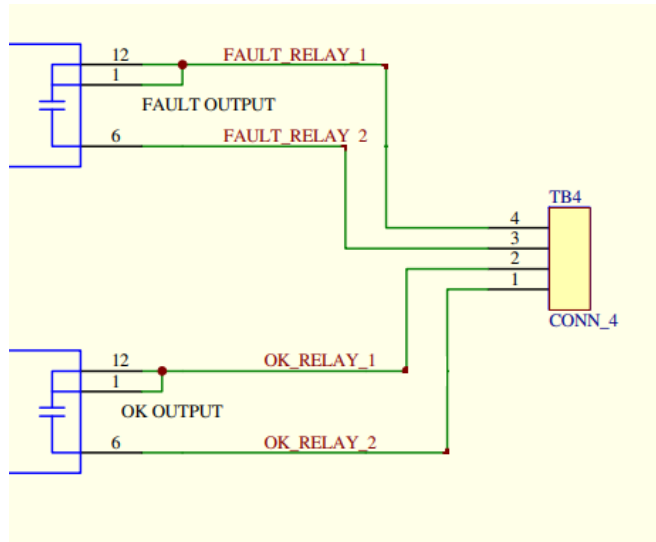 12
FAULT_RELAY_1
1
FAULT OUTPUT
6
FAULT_RELAY_2
TB4
4
3
2
1
CONN_4
12
OK_RELAY_1
1
OK OUTPUT
6
OK_RELAY_2